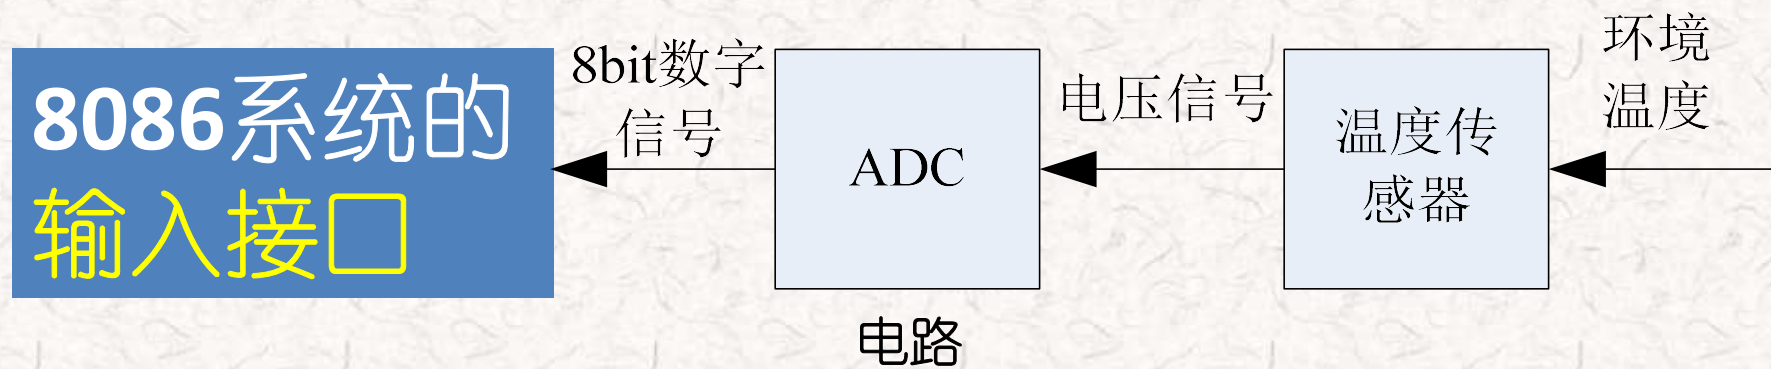 8086系统的
输入接口
8bit数字
信号
ADC
电路
电压信号
温度传
感器
环境
温度